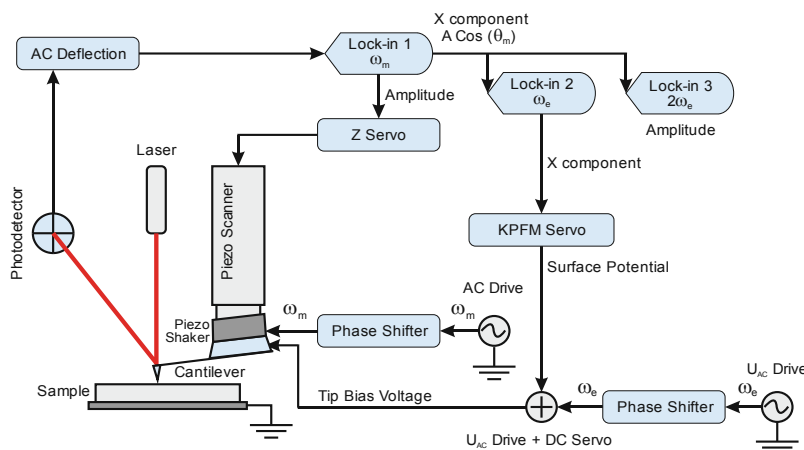 X component
A Cos (θm)
AC Deflection
Lock-in 1
ωm
Lock-in 2
ωe
Lock-in 3
2ωe
Amplitude
Amplitude
Z Servo
Laser
X component
Photodetector
Piezo Scanner
KPFM Servo
Surface Potential
AC Drive
Piezo
Shaker
ωm
Phase Shifter
ωm
Cantilever
Sample
Tip Bias Voltage
UAC Drive
ωe
Phase Shifter
ωe
UAC Drive + DC Servo